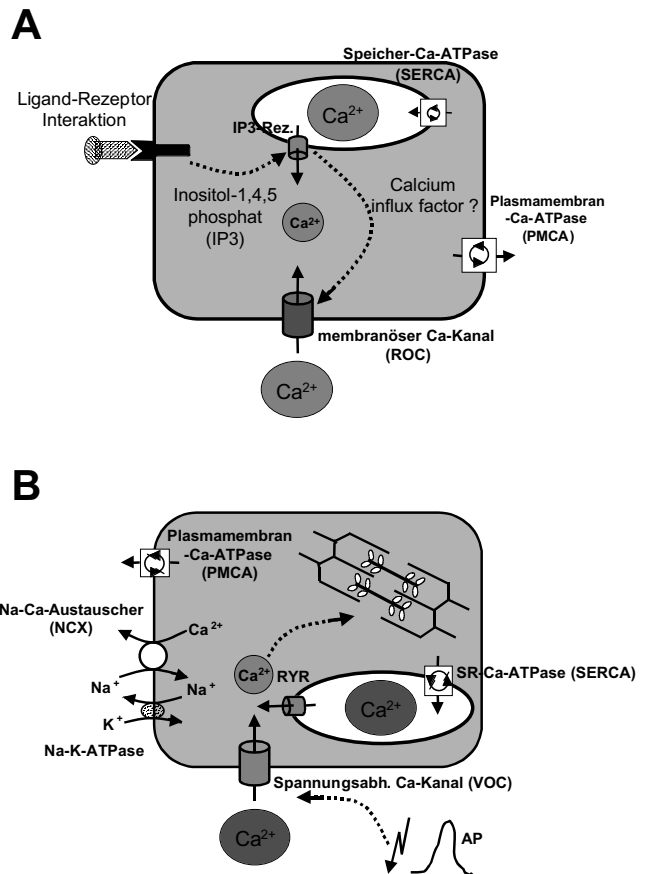 A
Speicher-Ca-ATPase
(SERCA)
Ligand-Rezeptor
Interaktion
Ca2+
IP3-Rez.
Inositol-1,4,5
phosphat
(IP3)
Calcium
influx factor ?
Ca2+
Plasmamembran
-Ca-ATPase
(PMCA)
membranöser Ca-Kanal
(ROC)
Ca2+
B
Plasmamembran
-Ca-ATPase
(PMCA)
Na-Ca-Austauscher
(NCX)
Ca2+
Na+
Na+
K+
Na-K-ATPase
Ca2+
RYR
SR-Ca-ATPase (SERCA)
Ca2+
Spannungsabh. Ca-Kanal (VOC)
Ca2+
AP